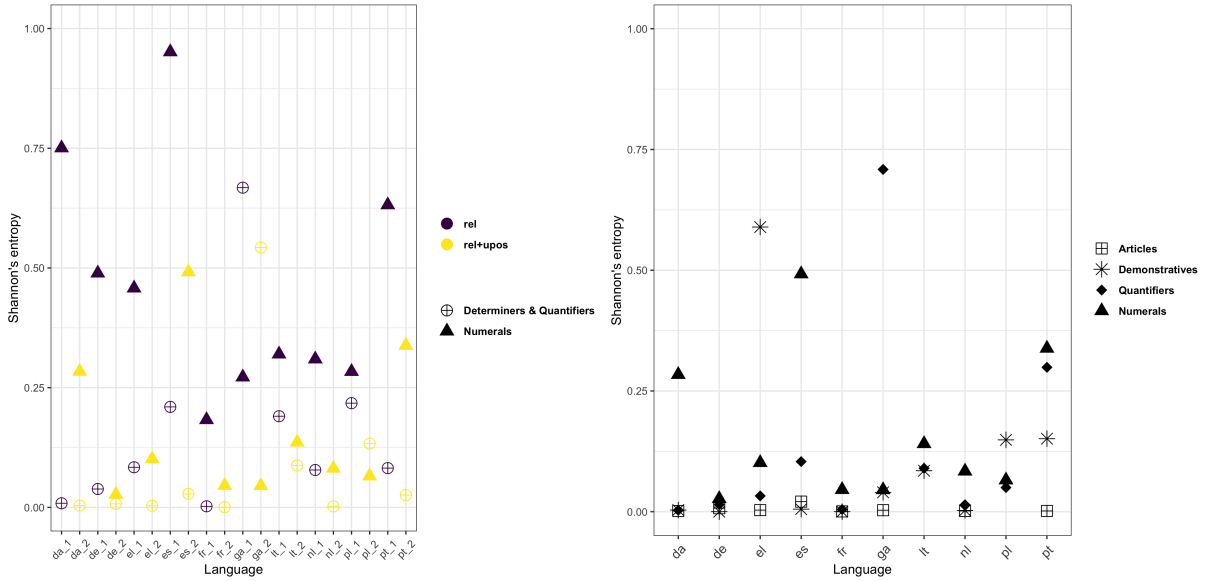 1.00
0.75
0.50
0.25
0.00
Shannon's entropy
da_1
da_2
de_1
de_2
el_1
el_2
es_1
es_2
fr_1
fr_2
ga_1
ga_2
lt_1
lt_2
nl_1
nl_2
pl_1
pl_2
pt_1
pt_2
Language
rel
rel+upos
Determiners & Quantifiers
Numerals
1.00
0.75
0.50
0.25
0.00
Shannon's entropy
da
de
el
es
fr
ga
lt
nl
pl
pt
Language
Articles
Demonstratives
Quantifiers
Numerals